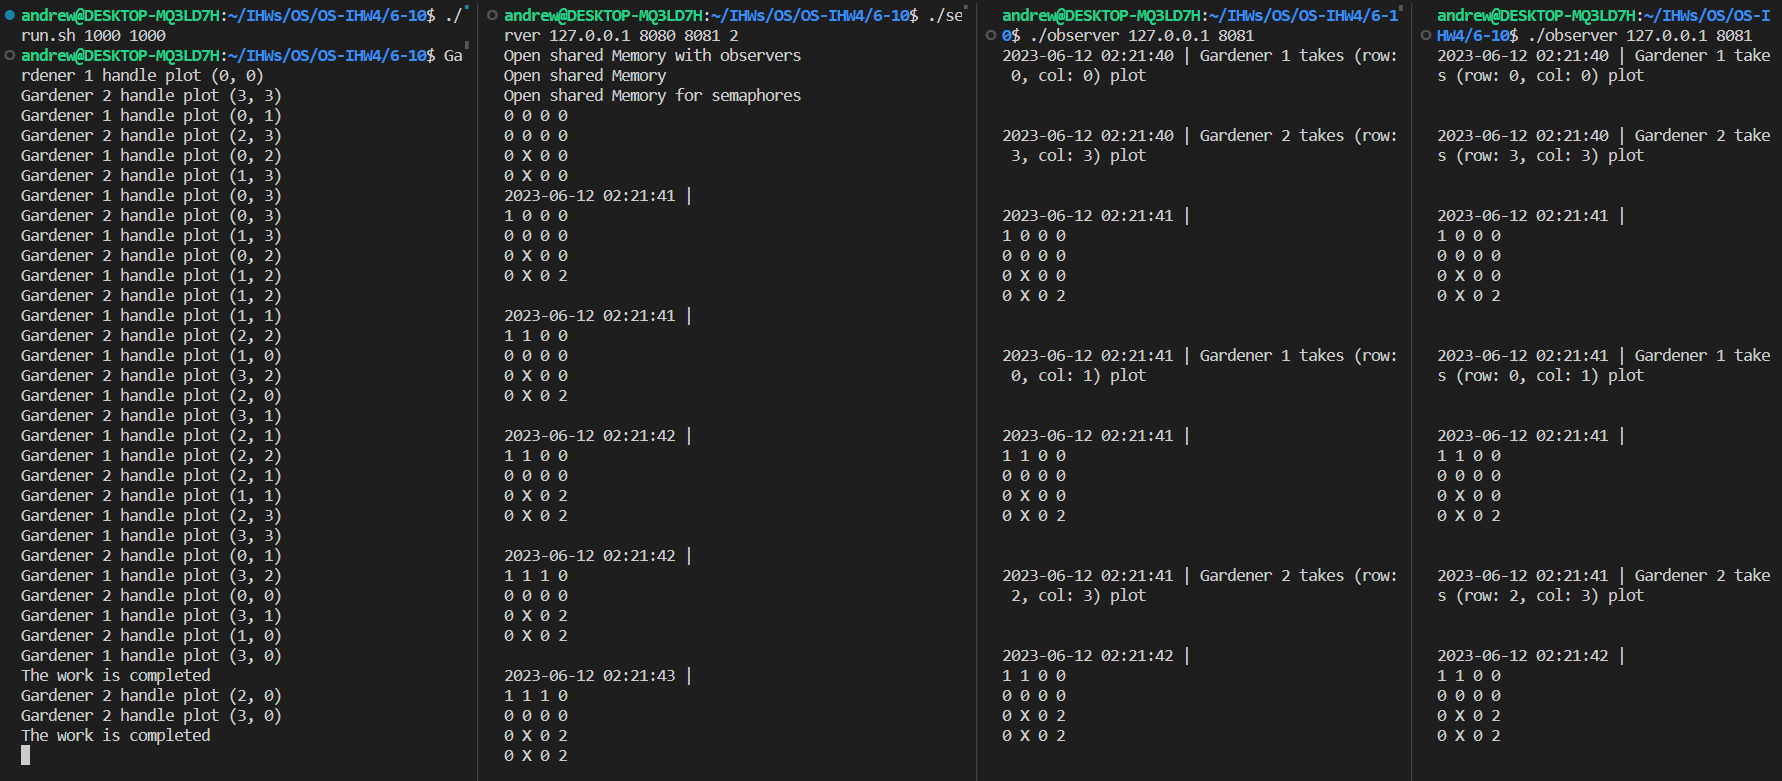 andrew@DESKTOP-MQ3LD7H:~/IHWs/OS/OS-IHW4/6-10$ ./
run.sh 1000 1000
andrew@DESKTOP-MQ3LD7H:~/IHWs/OS/OS-IHW4/6-10$ Ga
rdener 1 handle plot (0, 0)
Gardener 2 handle plot (3, 3)
Gardener 1 handle plot (0, 1)
Gardener 2 handle plot (2, 3)
Gardener 1 handle plot (0, 2)
Gardener 2 handle plot (1, 3)
Gardener 1 handle plot (0, 3)
Gardener 2 handle plot (0, 3)
Gardener 1 handle plot (1, 3)
Gardener 2 handle plot (0, 2)
Gardener 1 handle plot (1, 2)
Gardener 2 handle plot (1, 2)
Gardener 1 handle plot (1, 1)
Gardener 2 handle plot (2, 2)
Gardener 1 handle plot (1, 0)
Gardener 2 handle plot (3, 2)
Gardener 1 handle plot (2, 0)
Gardener 2 handle plot (3, 1)
Gardener 1 handle plot (2, 1)
Gardener 1 handle plot (2, 2)
Gardener 2 handle plot (2, 1)
Gardener 2 handle plot (1, 1)
Gardener 1 handle plot (2, 3)
Gardener 1 handle plot (3, 3)
Gardener 2 handle plot (0, 1)
Gardener 1 handle plot (3, 2)
Gardener 2 handle plot (0, 0)
Gardener 1 handle plot (3, 1)
Gardener 2 handle plot (1, 0)
Gardener 1 handle plot (3, 0)
The work is completed
Gardener 2 handle plot (2, 0)
Gardener 2 handle plot (3, 0)
The work is completed
andrew@DESKTOP-MQ3LD7H:~/IHWs/OS/OS-IHW4/6-10$ ./se
rver 127.0.0.1 8080 8081 2
Open shared Memory with observers
Open shared Memory
Open shared Memory for semaphores
0 0 0 0
0 0 0 0
0 X 0 0
0 X 0 0
2023-06-12 02:21:41 |
1 0 0 0
0 0 0 0
0 X 0 0
0 X 0 2
2023-06-12 02:21:41 |
1 1 0 0
0 0 0 0
0 X 0 0
0 X 0 2
2023-06-12 02:21:42 |
1 1 0 0
0 0 0 0
0 X 0 2
0 X 0 2
2023-06-12 02:21:42 |
1 1 1 0
0 0 0 0
0 X 0 2
0 X 0 2
2023-06-12 02:21:43 |
1 1 1 0
0 0 0 0
0 X 0 2
0 X 0 2
andrew@DESKTOP-MQ3LD7H:~/IHWs/OS/OS-IHW4/6-1
0$ ./observer 127.0.0.1 8081
2023-06-12 02:21:40 | Gardener 1 takes (row:
0, col: 0) plot
2023-06-12 02:21:40 | Gardener 2 takes (row:
3, col: 3) plot
2023-06-12 02:21:41 |
1 0 0 0
0 0 0 0
0 X 0 0
0 X 0 2
2023-06-12 02:21:41 | Gardener 1 takes (row:
0, col: 1) plot
2023-06-12 02:21:41 |
1 1 0 0
0 0 0 0
0 X 0 0
0 X 0 2
2023-06-12 02:21:41 | Gardener 2 takes (row:
2, col: 3) plot
2023-06-12 02:21:42 |
1 1 0 0
0 0 0 0
0 X 0 2
0 X 0 2
andrew@DESKTOP-MQ3LD7H:~/IHWs/OS/OS-I
HW4/6-10$ ./observer 127.0.0.1 8081
2023-06-12 02:21:40 | Gardener 1 take
s (row: 0, col: 0) plot
2023-06-12 02:21:40 | Gardener 2 take
s (row: 3, col: 3) plot
2023-06-12 02:21:41 |
1 0 0 0
0 0 0 0
0 X 0 0
0 X 0 2
2023-06-12 02:21:41 | Gardener 1 take
s (row: 0, col: 1) plot
2023-06-12 02:21:41 |
1 1 0 0
0 0 0 0
0 X 0 0
0 X 0 2
2023-06-12 02:21:41 | Gardener 2 take
s (row: 2, col: 3) plot
2023-06-12 02:21:42 |
1 1 0 0
0 0 0 0
0 X 0 2
0 X 0 2